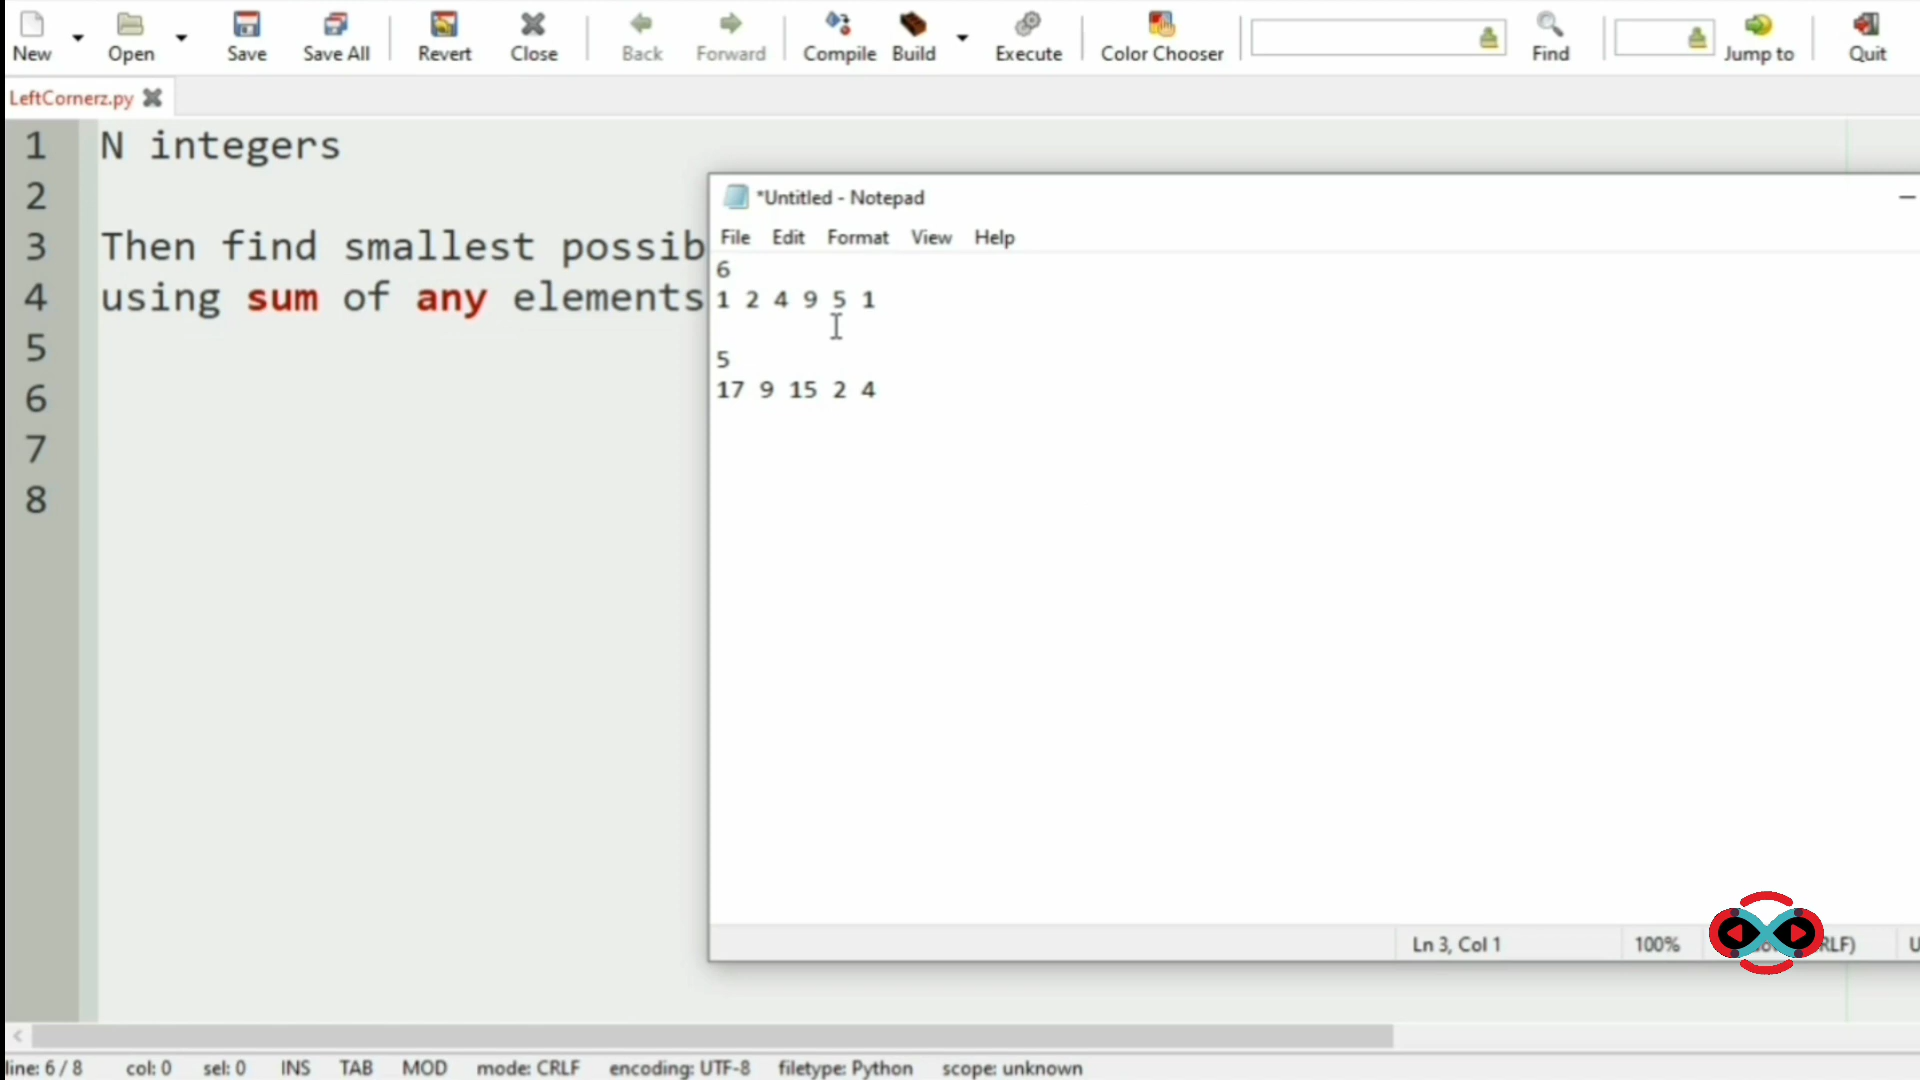 New Open Save Save All Revert Close Back Forward Compile Build Execute Color Chooser Find Jump to Quit
LeftCornerz.py
1 N integers
2
3 Then find smallest possib
4 using sum of any elements
5
6
7
8
*Untitled - Notepad
File Edit Format View Help
6
1 2 4 9 5 1
5
17 9 15 2 4
Ln 3, Col 1 100% RLF) U
line: 6 / 8 col: 0 sel: 0 INS TAB MOD mode: CRLF encoding: UTF-8 filetype: Python scope: unknown